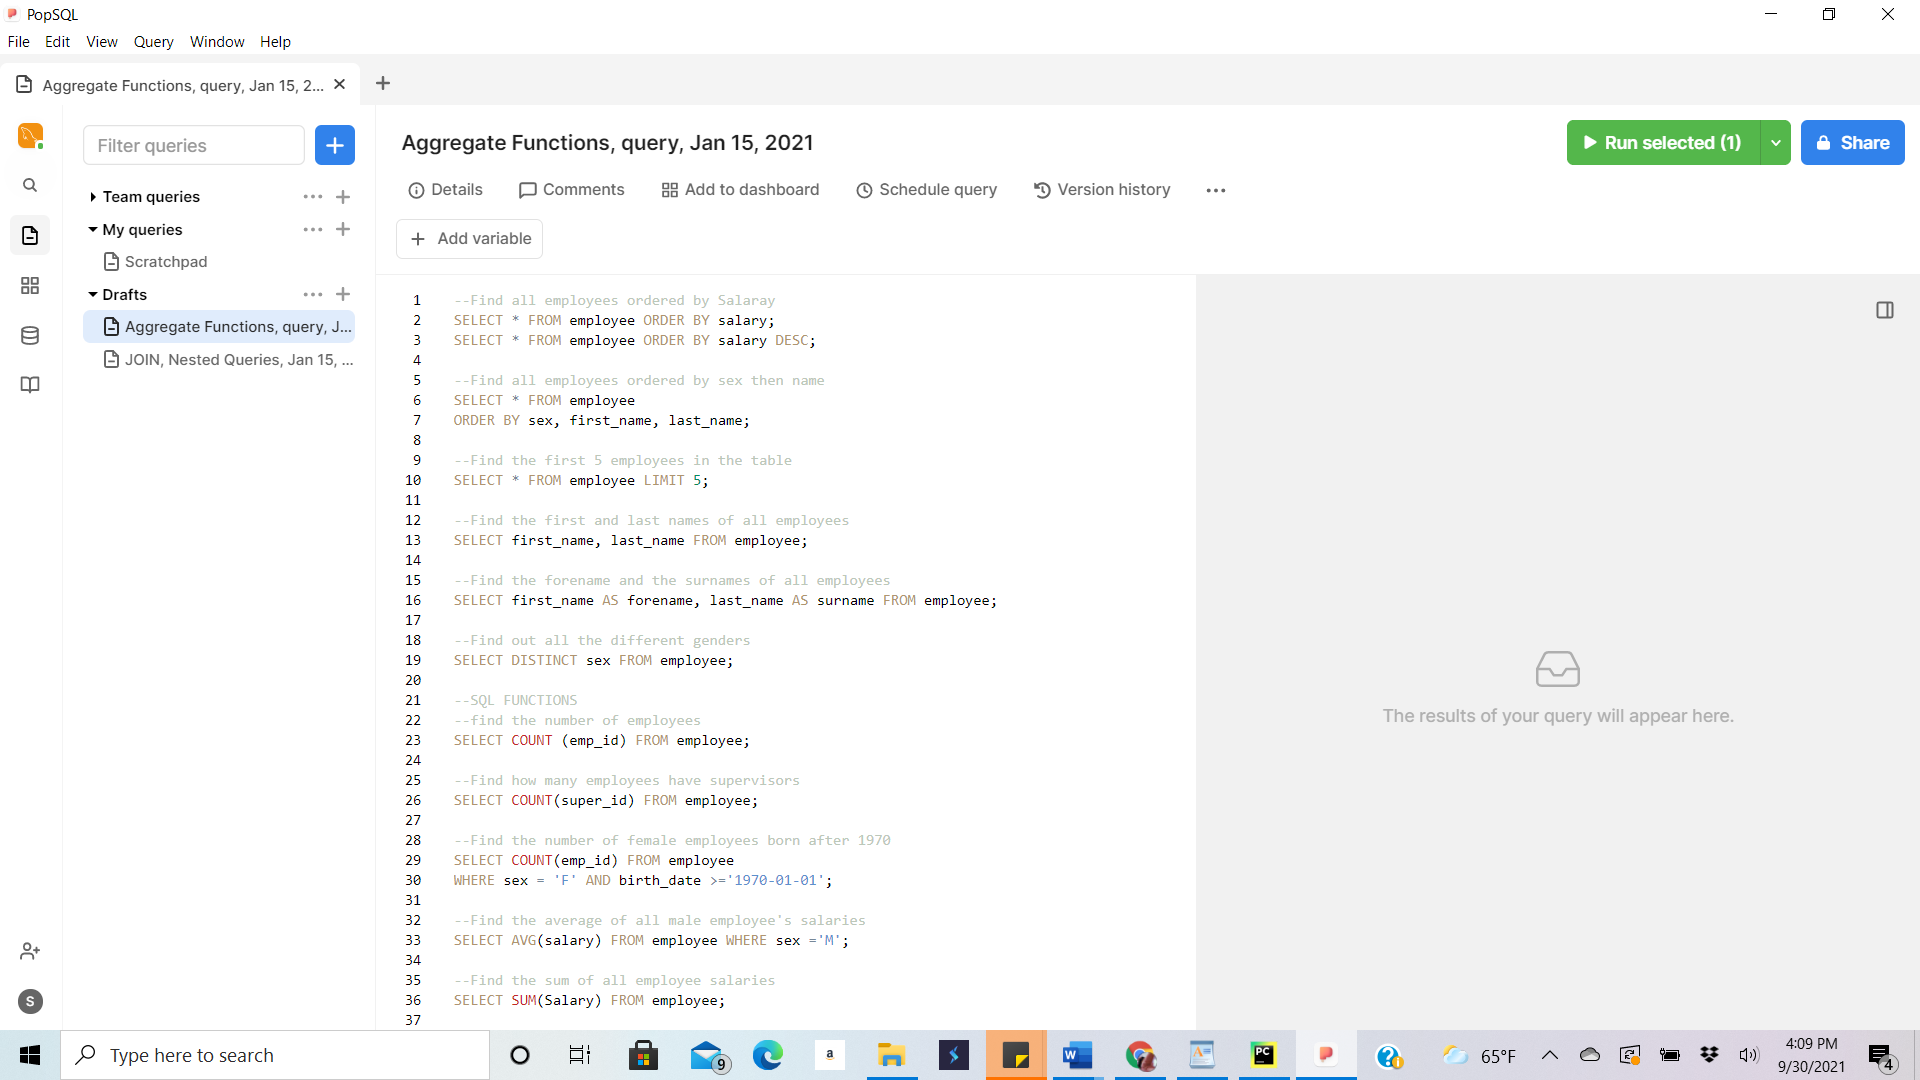 PopSQL
File Edit View Query Window Help
Aggregate Functions, query, Jan 15, 2...
Filter queries
Team queries
My queries
Scratchpad
Drafts
Aggregate Functions, query, J...
JOIN, Nested Queries, Jan 15, ...
S
Aggregate Functions, query, Jan 15, 2021
Run selected (1)
Share
Details Comments Add to dashboard Schedule query Version history
+ Add variable
1 --Find all employees ordered by Salaray
2 SELECT * FROM employee ORDER BY salary;
3 SELECT * FROM employee ORDER BY salary DESC;
4
5 --Find all employees ordered by sex then name
6 SELECT * FROM employee
7 ORDER BY sex, first_name, last_name;
8
9 --Find the first 5 employees in the table
10 SELECT * FROM employee LIMIT 5;
11
12 --Find the first and last names of all employees
13 SELECT first_name, last_name FROM employee;
14
15 --Find the forename and the surnames of all employees
16 SELECT first_name AS forename, last_name AS surname FROM employee;
17
18 --Find out all the different genders
19 SELECT DISTINCT sex FROM employee;
20
21 --SQL FUNCTIONS
22 --find the number of employees
23 SELECT COUNT (emp_id) FROM employee;
24
25 --Find how many employees have supervisors
26 SELECT COUNT(super_id) FROM employee;
27
28 --Find the number of female employees born after 1970
29 SELECT COUNT(emp_id) FROM employee
30 WHERE sex = 'F' AND birth_date >='1970-01-01';
31
32 --Find the average of all male employee's salaries
33 SELECT AVG(salary) FROM employee WHERE sex ='M';
34
35 --Find the sum of all employee salaries
36 SELECT SUM(Salary) FROM employee;
37
The results of your query will appear here.
Type here to search
9
a
W
PC
65°F
4:09 PM
9/30/2021
4